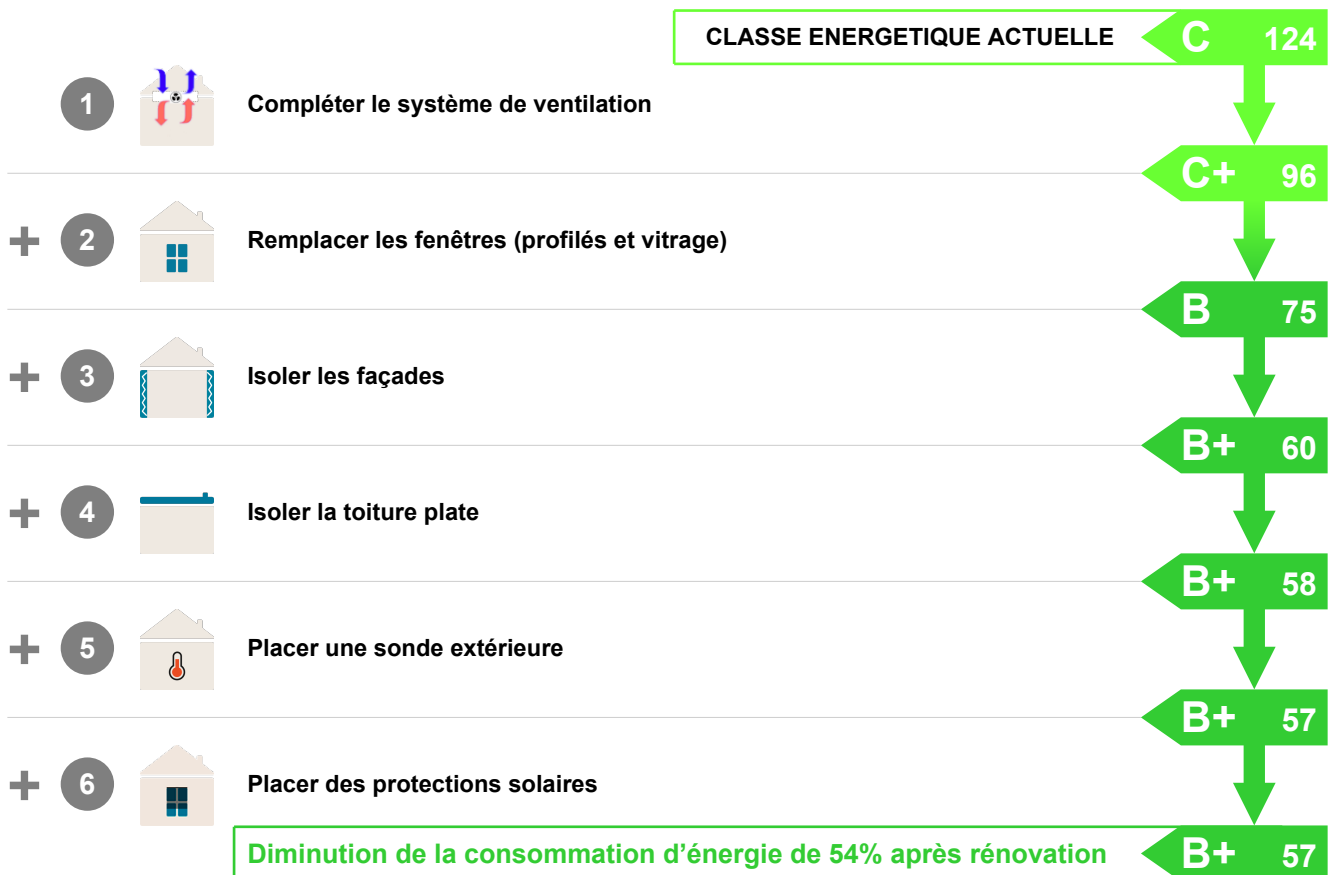 CLASSE ENERGETIQUE ACTUELLE C 124
1 Compléter le système de ventilation
C+ 96
+ 2 Remplacer les fenêtres (profilés et vitrage)
B 75
+ 3 Isoler les façades
B+ 60
+ 4 Isoler la toiture plate
B+ 58
+ 5 Placer une sonde extérieure
B+ 57
+ 6 Placer des protections solaires
Diminution de la consommation d’énergie de 54% après rénovation B+ 57